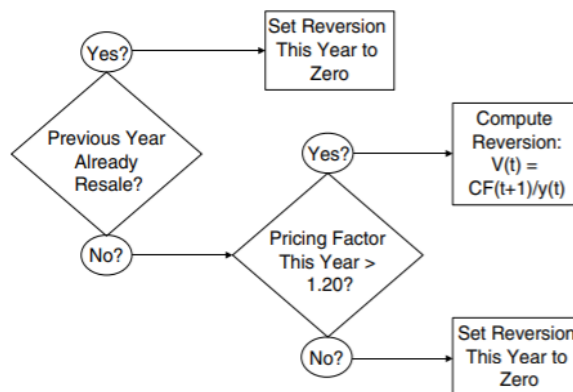 Yes?
Set Reversion
This Year to
Zero
Previous Year
Already
Resale?
No?
Yes?
Compute
Reversion:
V(t) =
CF(t+1)/y(t)
Pricing Factor
This Year >
1.20?
No?
Set Reversion
This Year to
Zero